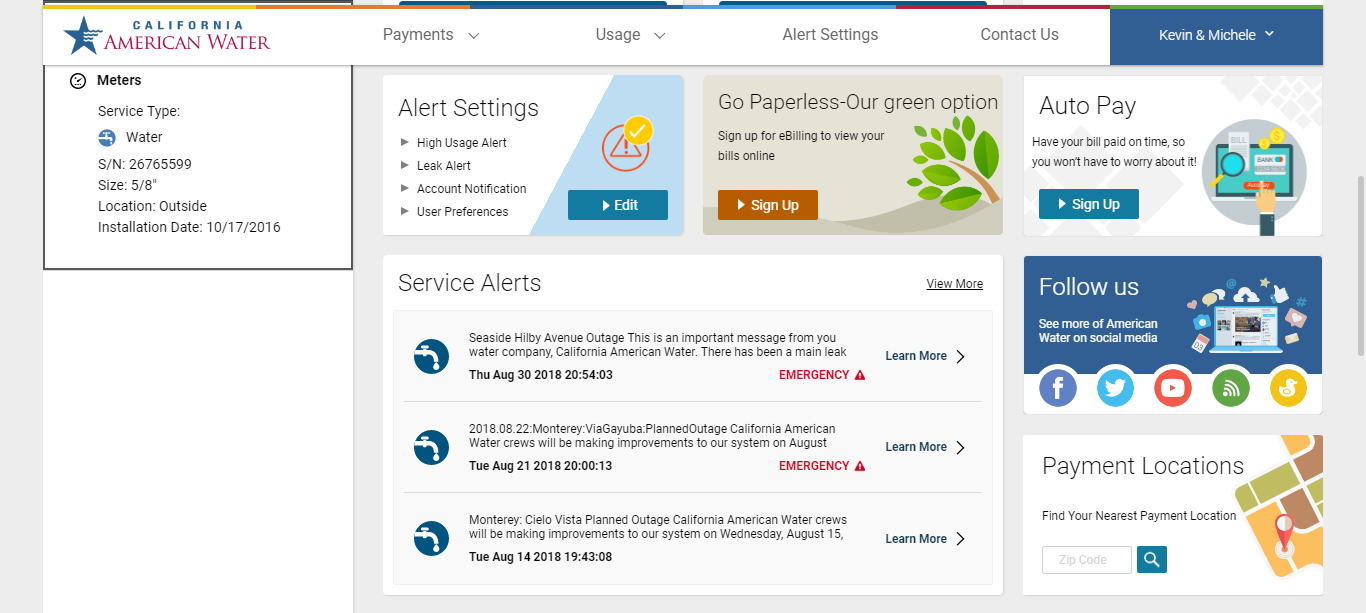 CALIFORNIA
AMERICAN WATER
Payments
Usage
Alert Settings
Contact Us
Kevin & Michele
Meters
Service Type:
Water
S/N: 26765599
Size: 5/8"
Location: Outside
Installation Date: 10/17/2016
Alert Settings
High Usage Alert
Leak Alert
Account Notification
User Preferences
Edit
Go Paperless-Our green option
Sign up for eBilling to view your
bills online
Sign Up
Auto Pay
Have your bill paid on time, so
you won't have to worry about it!
Sign Up
BILL
BANK
Auto Pay
Service Alerts
View More
Seaside Hilby Avenue Outage This is an important message from you
water company, California American Water. There has been a main leak
Thu Aug 30 2018 20:54:03
EMERGENCY
Learn More
2018.08.22:Monterey:ViaGayuba:PlannedOutage California American
Water crews will be making improvements to our system on August
Tue Aug 21 2018 20:00:13
EMERGENCY
Learn More
Monterey: Cielo Vista Planned Outage California American Water crews
will be making improvements to our system on Wednesday, August 15,
Tue Aug 14 2018 19:43:08
Learn More
Follow us
See more of American
Water on social media
Payment Locations
Find Your Nearest Payment Location
Zip Code